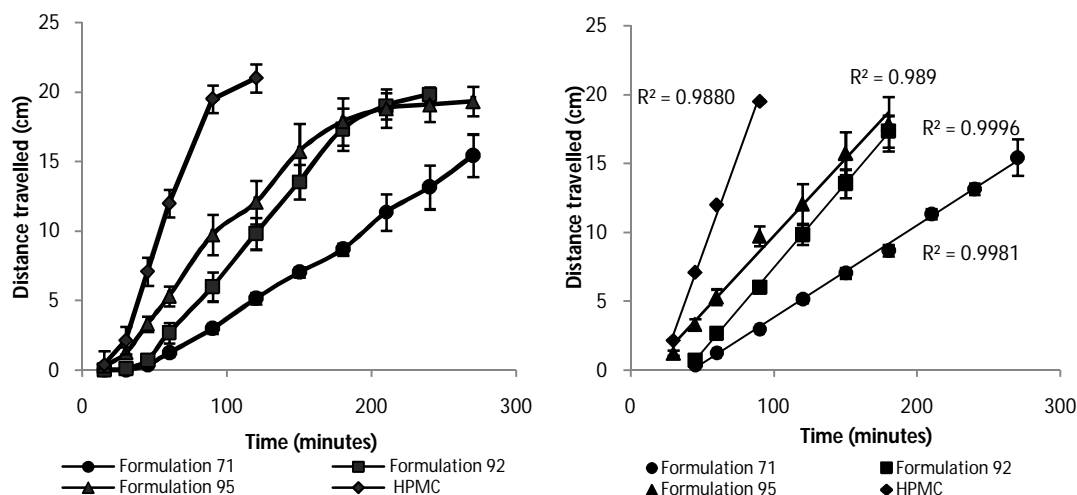 25
20
15
10
5
0
Distance travelled (cm)
0 100 200 300
Time (minutes)
Formulation 71 Formulation 92
Formulation 95 HPMC
25
20
15
10
5
0
Distance travelled (cm)
R² = 0.9880
R² = 0.989
R² = 0.9996
R² = 0.9981
0 100 200 300
Time (minutes)
Formulation 71 Formulation 92
Formulation 95 HPMC